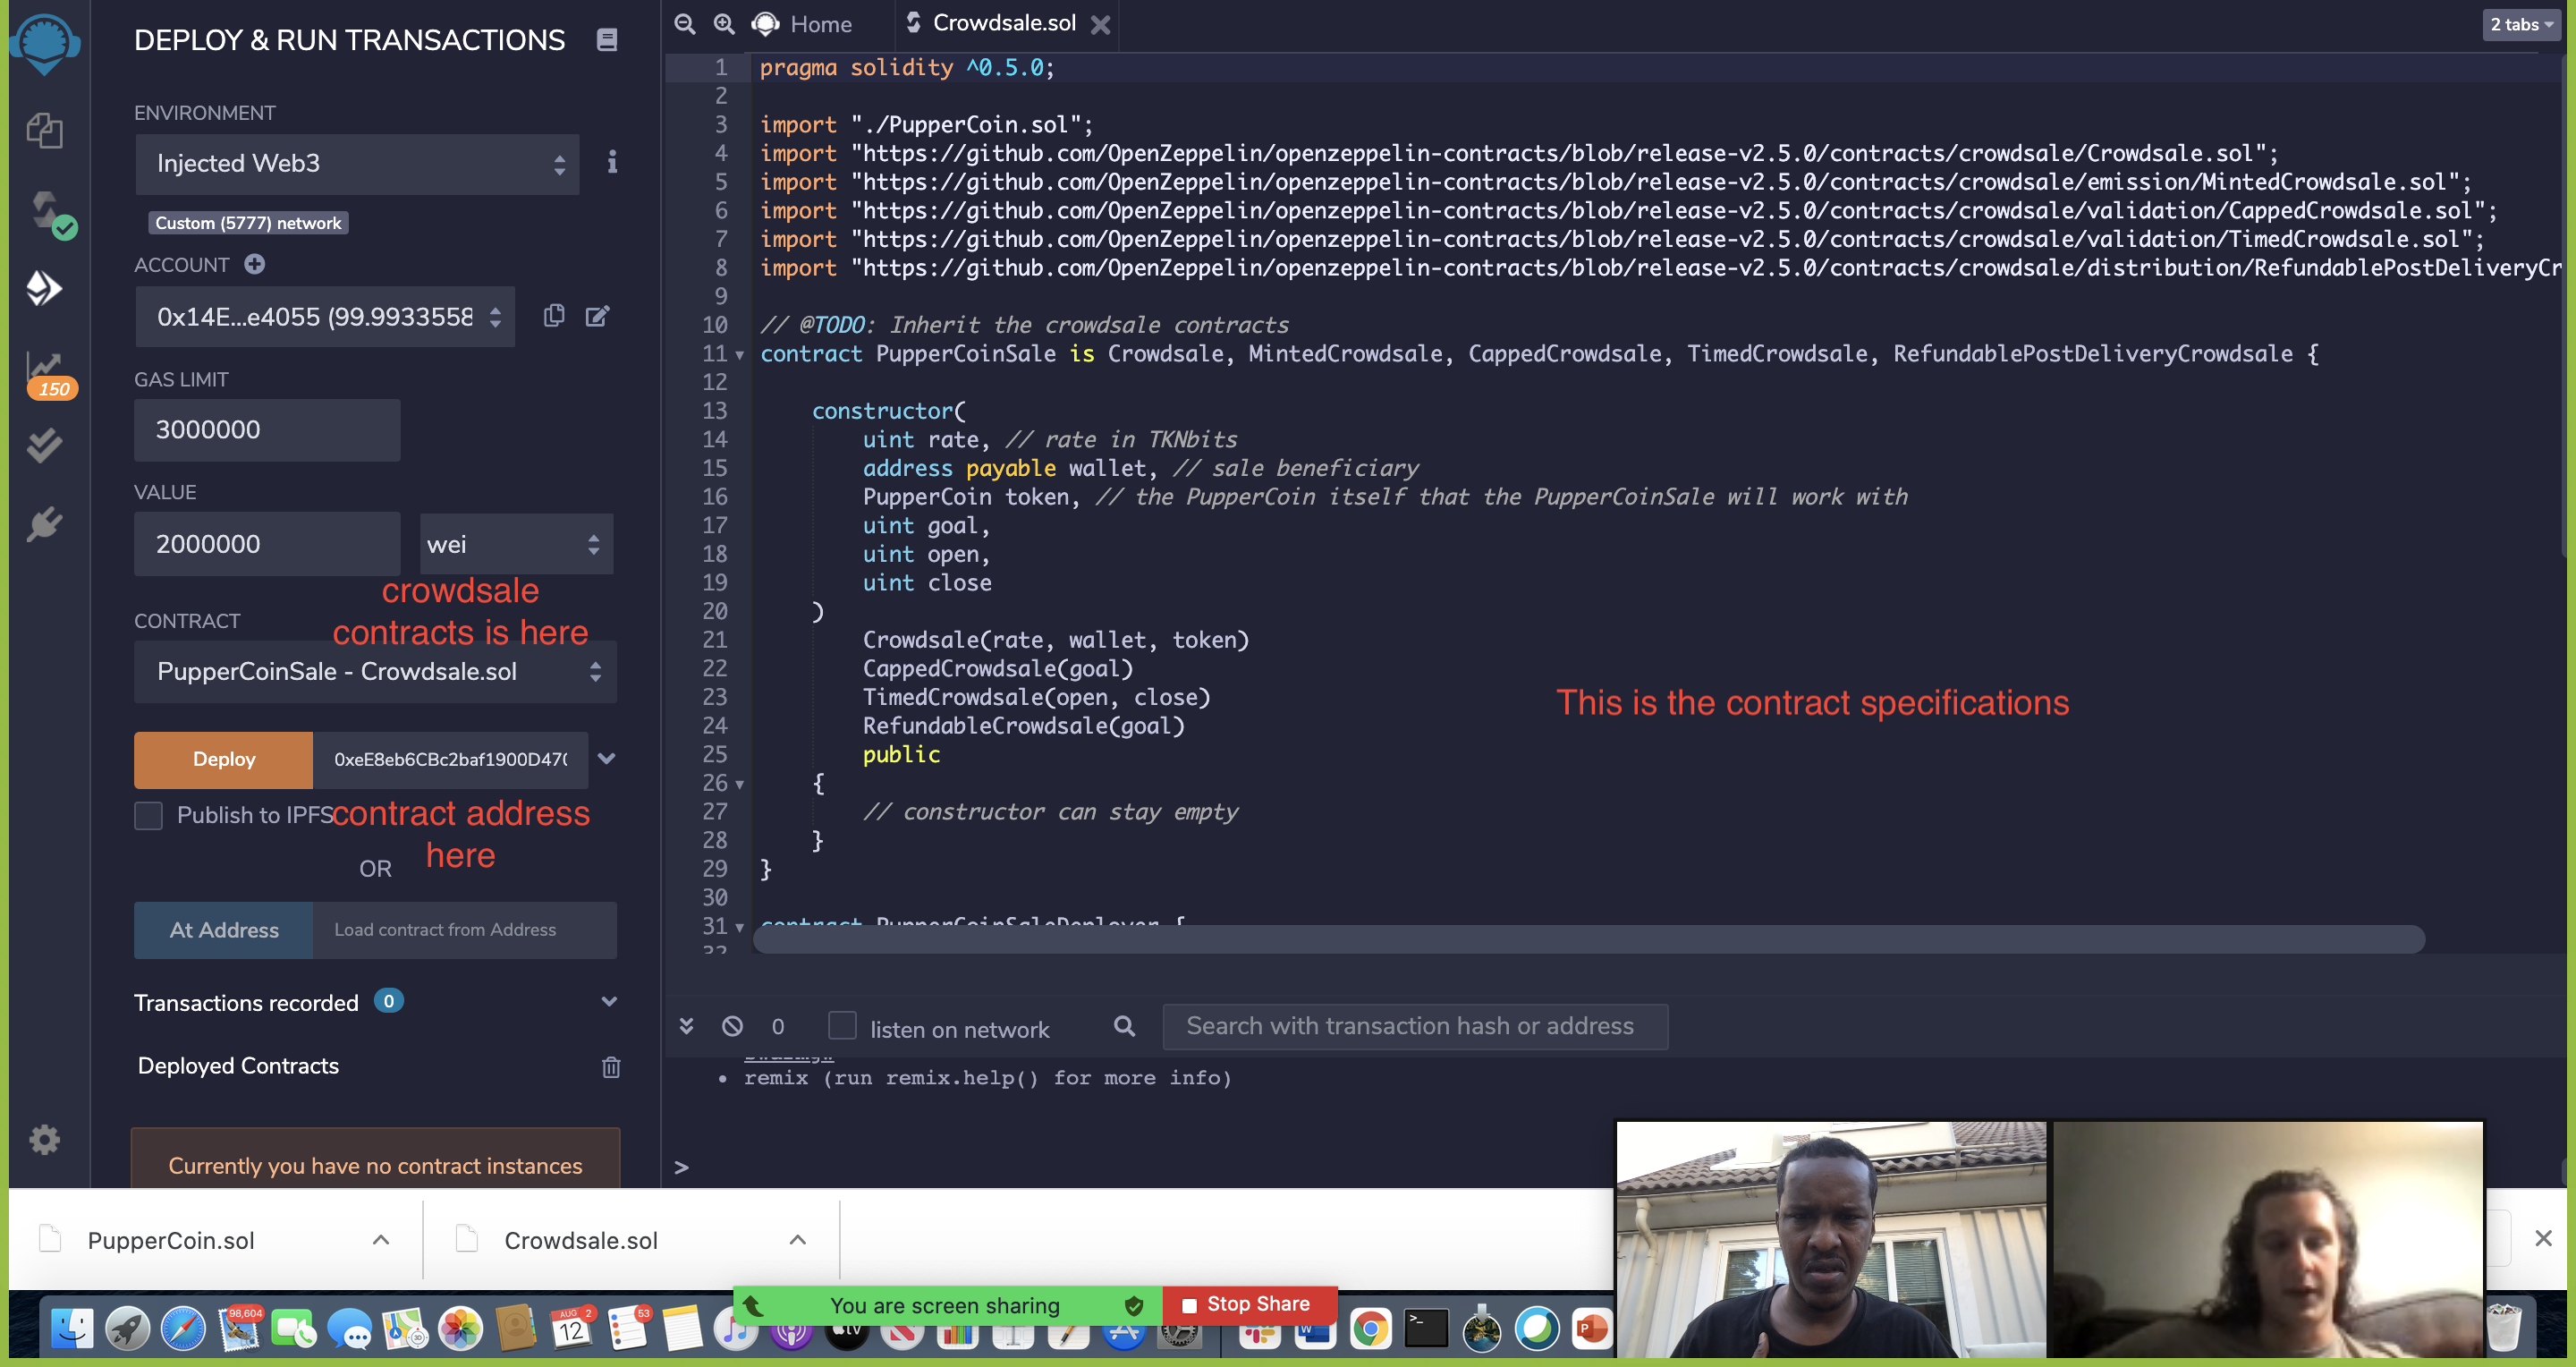 DEPLOY & RUN TRANSACTIONS
ENVIRONMENT
Injected Web3
Custom (5777) network
ACCOUNT
0x14E...e4055 (99.9933558
GAS LIMIT
3000000
VALUE
2000000
wei
crowdsale
contracts is here
CONTRACT
PupperCoinSale - Crowdsale.sol
Deploy
0xeE8eb6CBc2baf1900D470
Publish to IPFS
contract address
here
OR
At Address
Load contract from Address
Transactions recorded 0
Deployed Contracts
Currently you have no contract instances
150
Home
Crowdsale.sol
2 tabs
1 pragma solidity ^0.5.0;
2
3 import "./PupperCoin.sol";
4 import "https://github.com/OpenZeppelin/openzeppelin-contracts/blob/release-v2.5.0/contracts/crowdsale/Crowdsale.sol";
5 import "https://github.com/OpenZeppelin/openzeppelin-contracts/blob/release-v2.5.0/contracts/crowdsale/emission/MintedCrowdsale.sol";
6 import "https://github.com/OpenZeppelin/openzeppelin-contracts/blob/release-v2.5.0/contracts/crowdsale/validation/CappedCrowdsale.sol";
7 import "https://github.com/OpenZeppelin/openzeppelin-contracts/blob/release-v2.5.0/contracts/crowdsale/validation/TimedCrowdsale.sol";
8 import "https://github.com/OpenZeppelin/openzeppelin-contracts/blob/release-v2.5.0/contracts/crowdsale/distribution/RefundablePostDeliveryCr
9
10 // @TODO: Inherit the crowdsale contracts
11 contract PupperCoinSale is Crowdsale, MintedCrowdsale, CappedCrowdsale, TimedCrowdsale, RefundablePostDeliveryCrowdsale {
12
13 constructor(
14 uint rate, // rate in TKNbits
15 address payable wallet, // sale beneficiary
16 PupperCoin token, // the PupperCoin itself that the PupperCoinSale will work with
17 uint goal,
18 uint open,
19 uint close
20 )
21 Crowdsale(rate, wallet, token)
22 CappedCrowdsale(goal)
23 TimedCrowdsale(open, close)
24 RefundableCrowdsale(goal)
25 public
26 {
27 // constructor can stay empty
28 }
29 }
30
31 contract PupperCoinSaleDeployer {
32
This is the contract specifications
0
listen on network
Search with transaction hash or address
remix (run remix.help() for more info)
>
PupperCoin.sol
Crowdsale.sol
You are screen sharing
Stop Share
98,604
AUG
12
2
53
tv